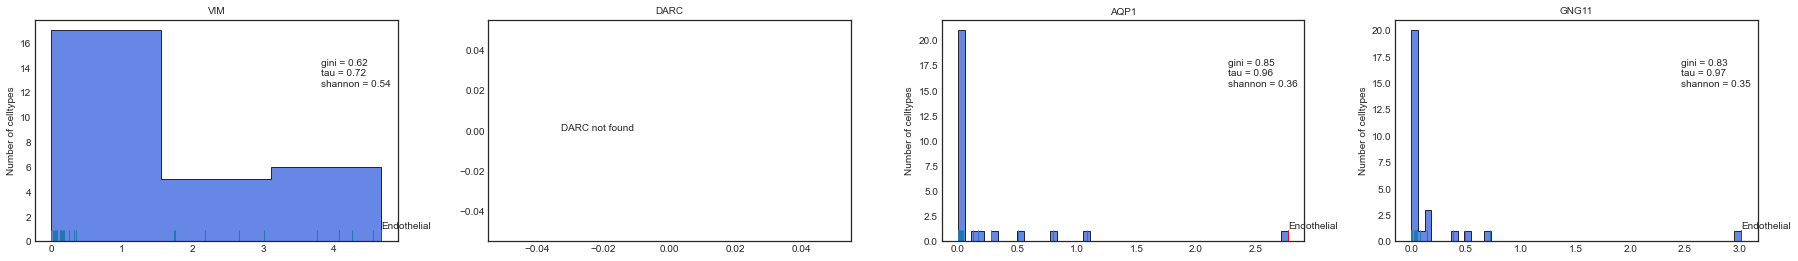 VIM
Number of celltypes
16
14
12
10
8
6
4
2
0
gini = 0.62
tau = 0.72
shannon = 0.54
Endothelial
0 1 2 3 4
DARC
0.04
0.02
0.00
−0.02
−0.04
DARC not found
−0.04 −0.02 0.00 0.02 0.04
AQP1
Number of celltypes
20.0
17.5
15.0
12.5
10.0
7.5
5.0
2.5
0.0
gini = 0.85
tau = 0.96
shannon = 0.36
Endothelial
0.0 0.5 1.0 1.5 2.0 2.5
GNG11
Number of celltypes
20.0
17.5
15.0
12.5
10.0
7.5
5.0
2.5
0.0
gini = 0.83
tau = 0.97
shannon = 0.35
Endothelial
0.0 0.5 1.0 1.5 2.0 2.5 3.0